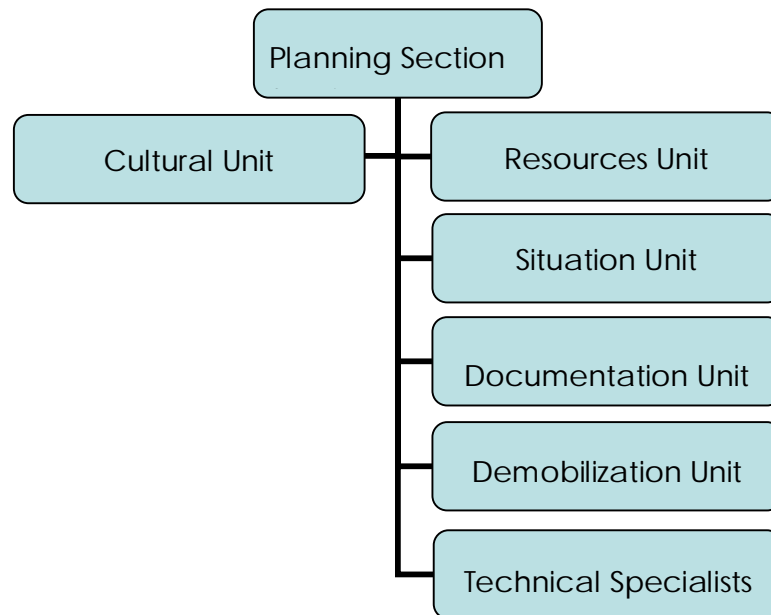 Planning Section
Cultural Unit
Resources Unit
Situation Unit
Documentation Unit
Demobilization Unit
Technical Specialists